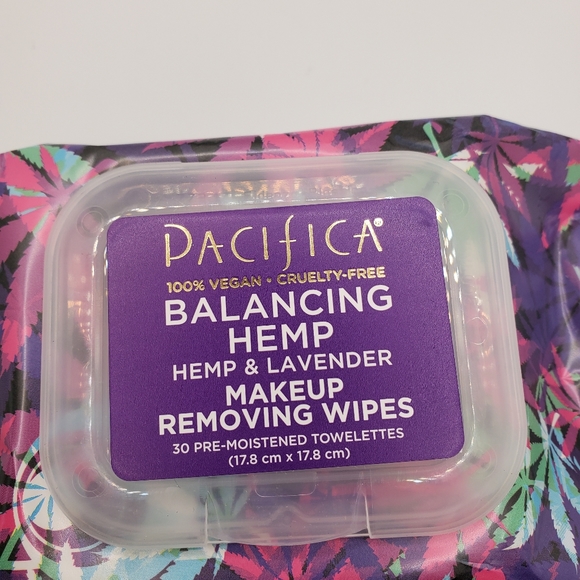 PACIFICA®
100% VEGAN • CRUELTY-FREE
BALANCING
HEMP
HEMP & LAVENDER
MAKEUP
REMOVING WIPES
30 PRE-MOISTENED TOWELETTES
(17.8 cm x 17.8 cm)